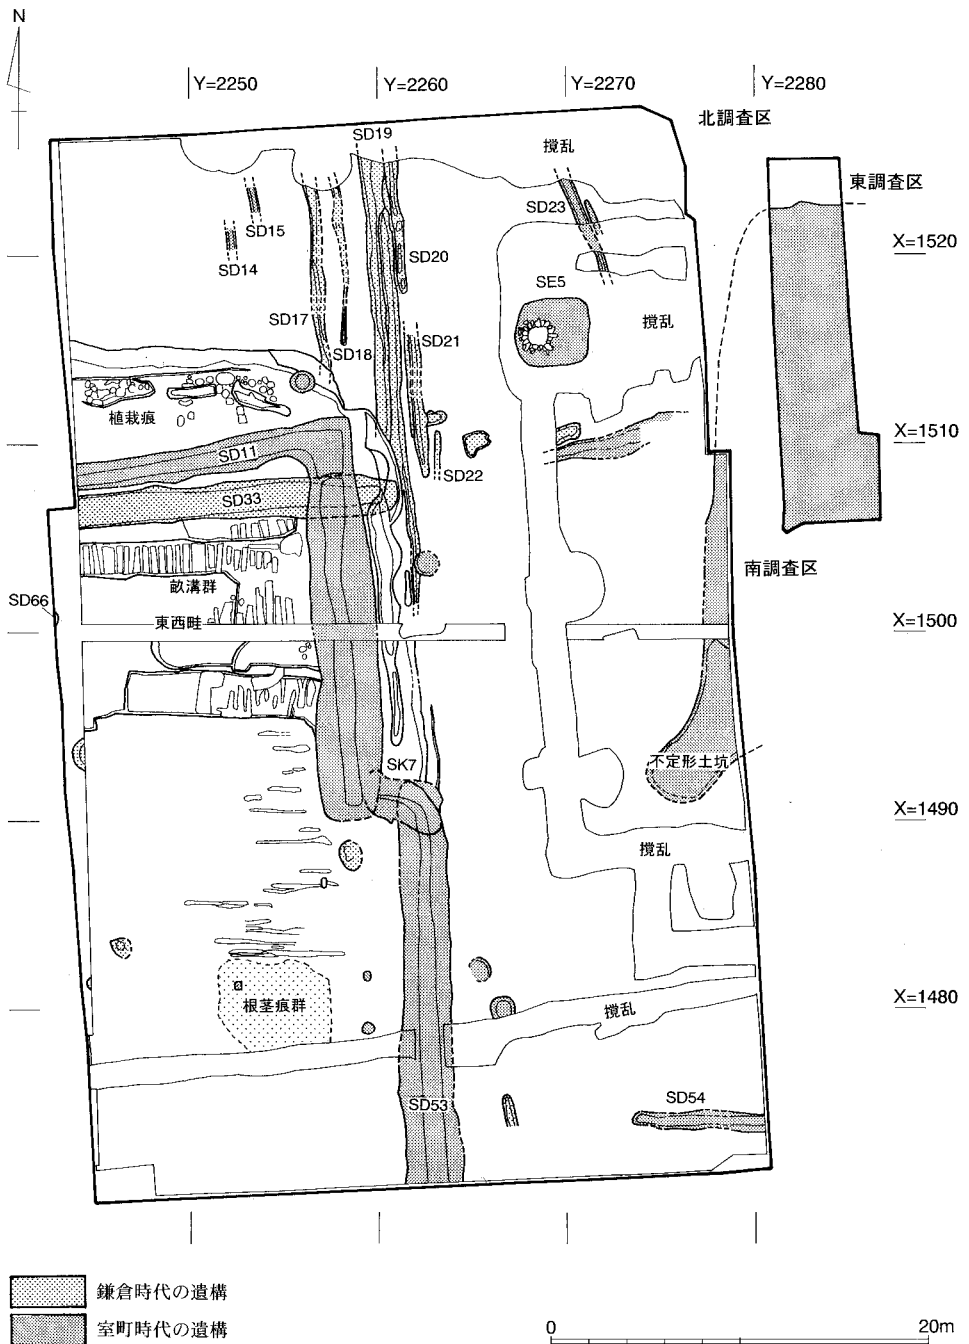 N
Y=2250
Y=2260
Y=2270
Y=2280
北調査区
SD19
撹乱
東調査区
SD23
SD15
X=1520
SD20
SD14
SE5
SD17
撹乱
SD21
SD18
植栽痕
X=1510
SD11
SD22
SD33
南調査区
畝溝群
SD66
東西畦
X=1500
SK7
不定形土坑
X=1490
撹乱
X=1480
根茎痕群
撹乱
SD53
SD54
鎌倉時代の遺構
室町時代の遺構
0
20m